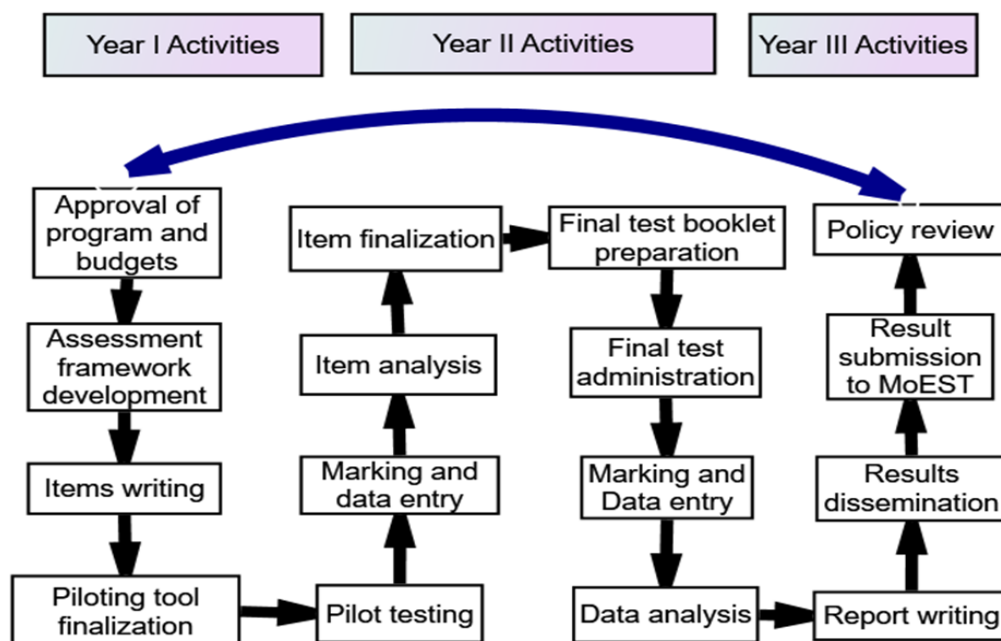 Year I Activities
Year II Activities
Year III Activities
Approval of
program and
budgets
Assessment
framework
development
Items writing
Piloting tool
finalization
Pilot testing
Marking and
data entry
Item analysis
Item finalization
Final test booklet
preparation
Final test
administration
Marking and
Data entry
Data analysis
Report writing
Results
dissemination
Result
submission
to MoEST
Policy review